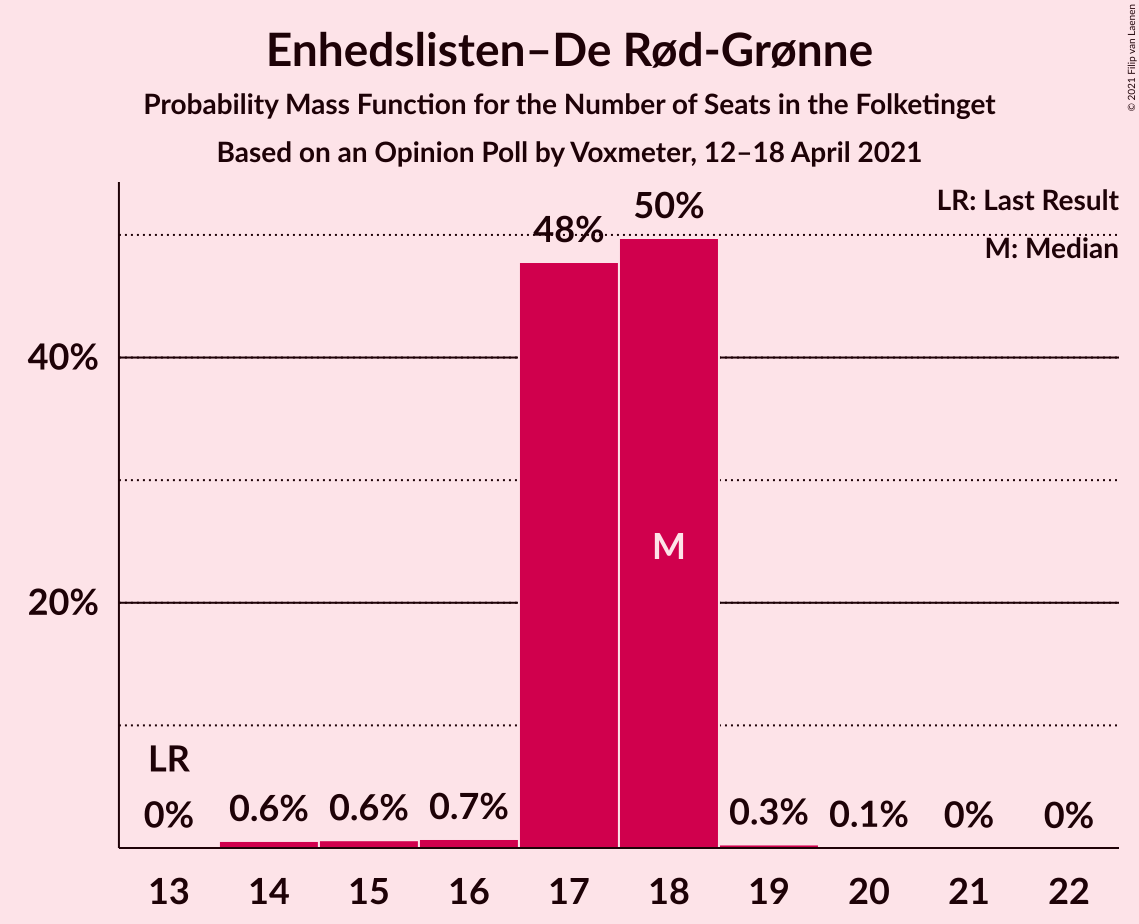 Enhedslisten–De Rød-Grønne
Probability Mass Function for the Number of Seats in the Folketinget
Based on an Opinion Poll by Voxmeter, 12–18 April 2021
© 2021 Filip van Laenen
LR: Last Result
M: Median
50%
48%
40%
M
20%
LR
0%
0.6%
0.6%
0.7%
0.3%
0.1%
0%
0%
13
14
15
16
17
18
19
20
21
22